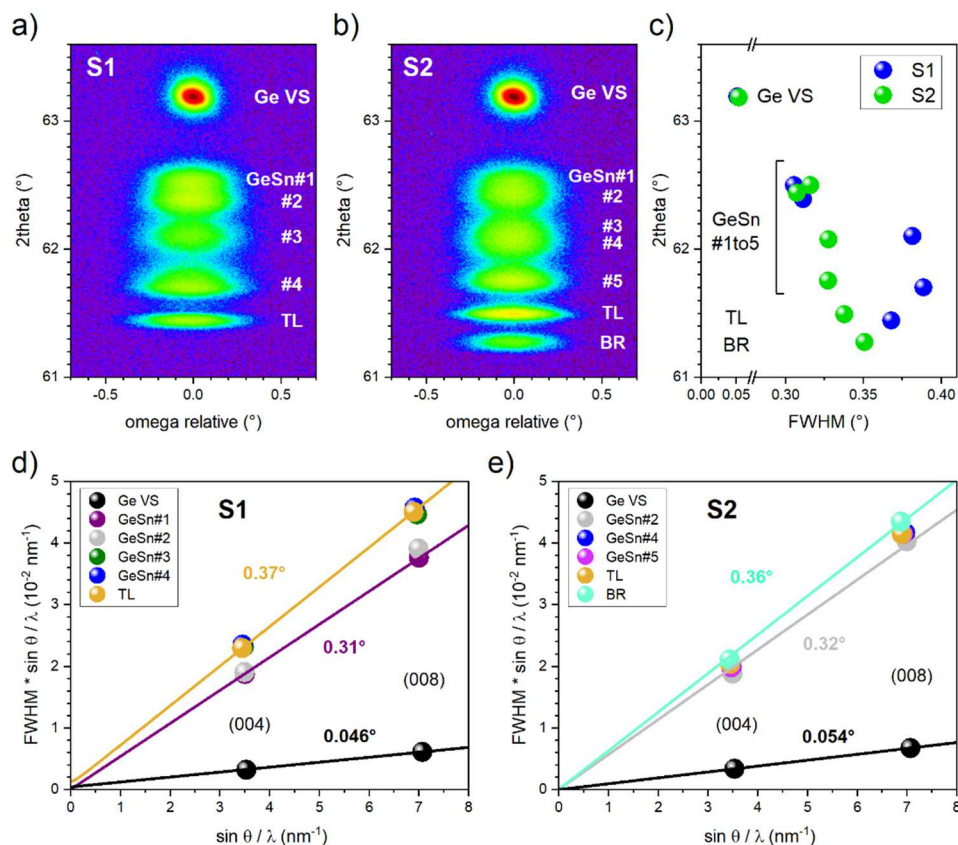 a)
S1
Ge VS
GeSn#1
#2
#3
#4
TL
63
62
61
2theta (°)
-0.5 0.0 0.5
omega relative (°)
b)
S2
Ge VS
GeSn#1
#2
#3
#4
#5
TL
BR
63
62
61
2theta (°)
-0.5 0.0 0.5
omega relative (°)
c)
S1
S2
Ge VS
GeSn
#1to5
TL
BR
63
62
61
2theta (°)
0.00 0.05 0.30 0.35 0.40
FWHM (°)
d)
S1
Ge VS
GeSn#1
GeSn#2
GeSn#3
GeSn#4
TL
0.37°
0.31°
(008)
(004)
0.046°
5
4
3
2
1
0
FWHM * sin θ / λ (10⁻² nm⁻¹)
0 1 2 3 4 5 6 7 8
sin θ / λ (nm⁻¹)
e)
S2
Ge VS
GeSn#2
GeSn#4
GeSn#5
TL
BR
0.36°
0.32°
(008)
(004)
0.054°
5
4
3
2
1
0
FWHM * sin θ / λ (10⁻² nm⁻¹)
0 1 2 3 4 5 6 7 8
sin θ / λ (nm⁻¹)